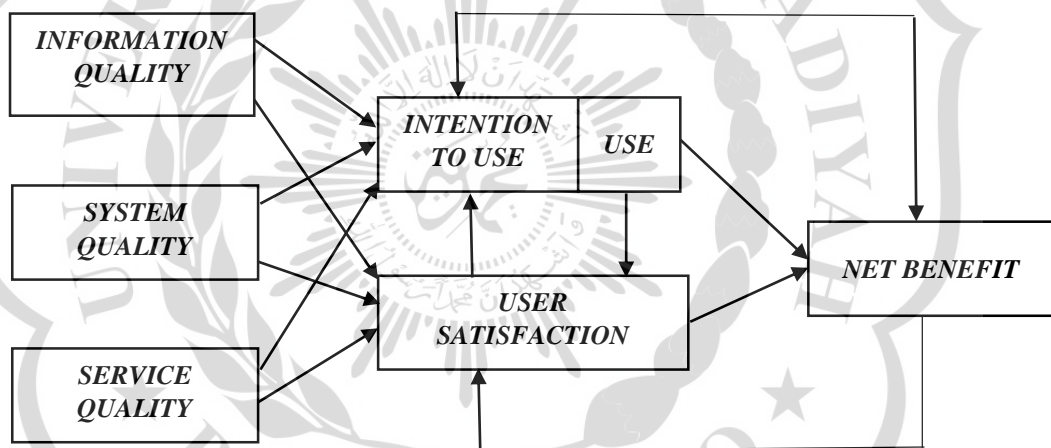 INFORMATION
QUALITY
INTENTION
TO USE
USE
SYSTEM
QUALITY
NET BENEFIT
USER
SATISFACTION
SERVICE
QUALITY